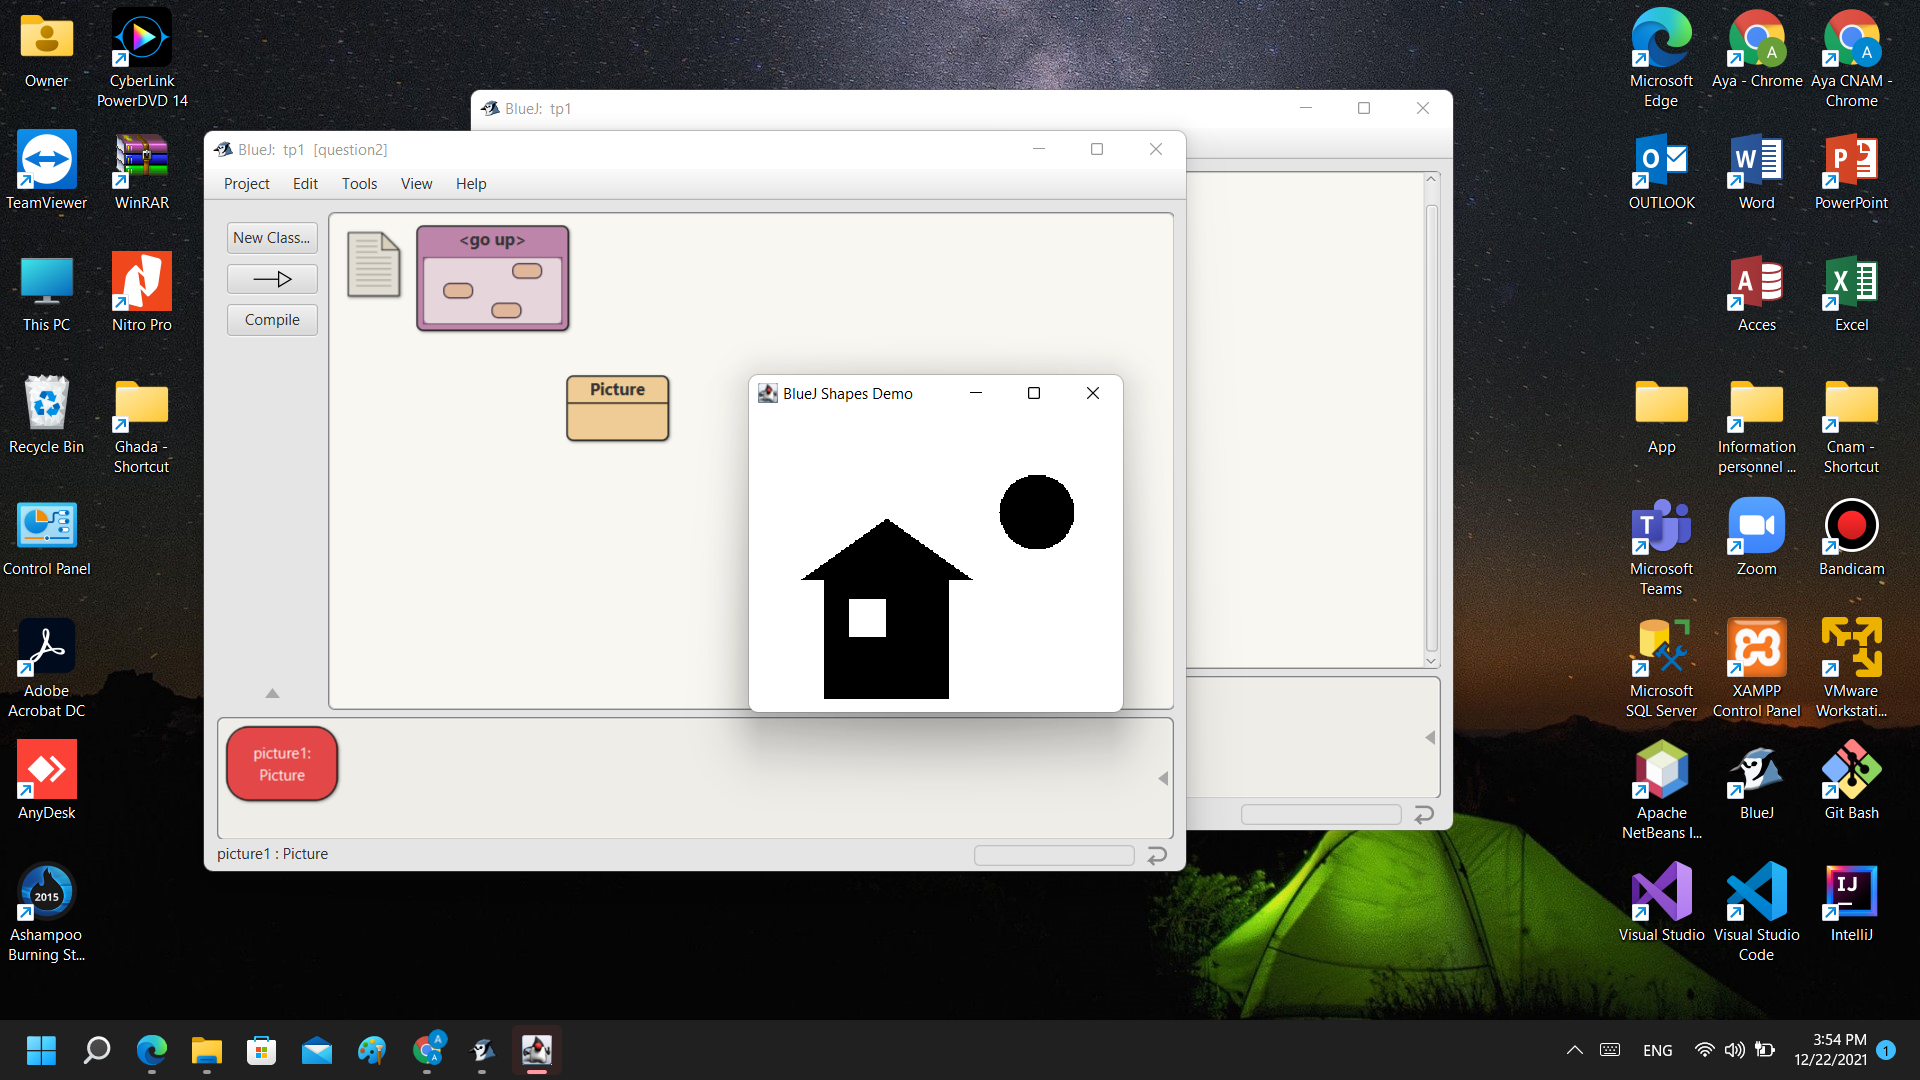 Owner
CyberLink
PowerDVD 14
TeamViewer
WinRAR
This PC
Nitro Pro
Recycle Bin
Ghada -
Shortcut
Control Panel
Adobe
Acrobat DC
AnyDesk
2015
Ashampoo
Burning St...
BlueJ: tp1
BlueJ: tp1 [question2]
Project Edit Tools View Help
New Class...
Compile
<go up>
Picture
BlueJ Shapes Demo
picture1:
Picture
picture1 : Picture
Microsoft
Edge
A
Aya - Chrome
A
Aya CNAM -
Chrome
O
OUTLOOK
W
Word
P
PowerPoint
A
Acces
X
Excel
App
Information
personnel ...
Cnam -
Shortcut
T
Microsoft
Teams
Zoom
Bandicam
Microsoft
SQL Server
XAMPP
Control Panel
VMware
Workstati...
Apache
NetBeans I...
BlueJ
Git Bash
Visual Studio
Visual Studio
Code
IJ
IntelliJ
A
A
ENG
3:54 PM
12/22/2021
1